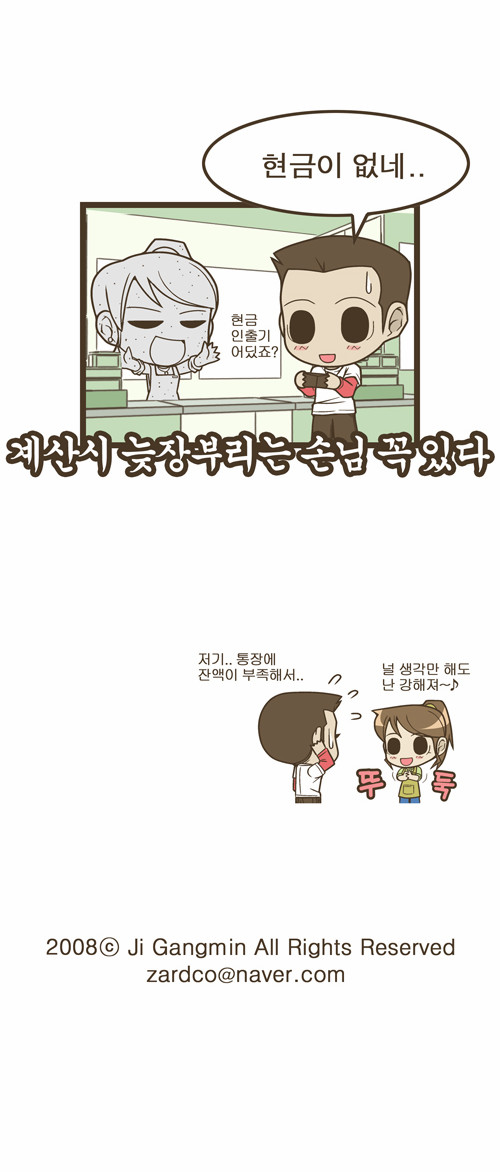 현금이 없네..
현금
인출기
어딨죠?
계산시 늦장부리는 손님 꼭 있다
저기.. 통장에
잔액이 부족해서..
널 생각만 해도
난 강해져~♪
뚜 둑
2008ⓒ Ji Gangmin All Rights Reserved
zardco@naver.com